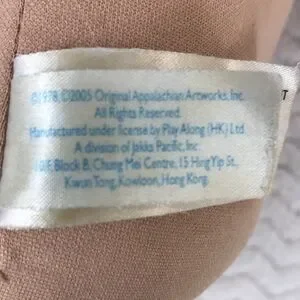 ©1978, ©2005 Original Appalachian Artworks, Inc.
All Rights Reserved.
Manufactured under license by Play Along (HK) Ltd.
A division of Jakks Pacific, Inc.
Block B, Chung Mei Centre, 15 Hing Yip St.,
Kwun Tong, Kowloon, Hong Kong.
T